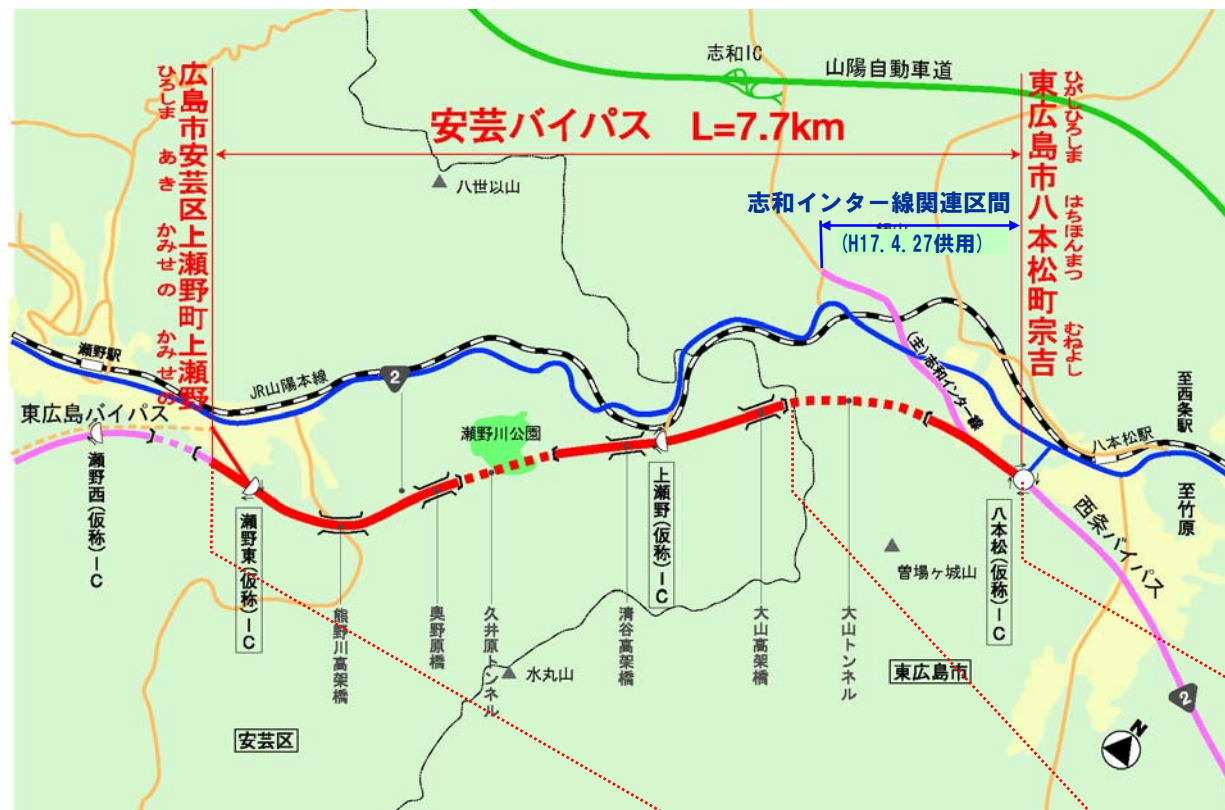 志和IC
山陽自動車道
広島市安芸区上瀬野町上瀬野
ひろしま あき かみせの かみせの
安芸バイパス L=7.7km
東広島市八本松町宗吉
ひがしひろしま はちほんまつ むねよし
八世以山
志和インター線関連区間
(H17.4.27供用)
瀬野駅
JR山陽本線
2
(主)志和インター線
至西条駅
八本松駅
至竹原
東広島バイパス
瀬野川公園
瀬野西(仮称)IC
瀬野東(仮称)IC
上瀬野(仮称)IC
八本松(仮称)IC
西条バイパス
曽場ヶ城山
熊野川高架橋
奥野原橋
久井原トンネル
清谷高架橋
大山高架橋
大山トンネル
水丸山
東広島市
安芸区
2
N